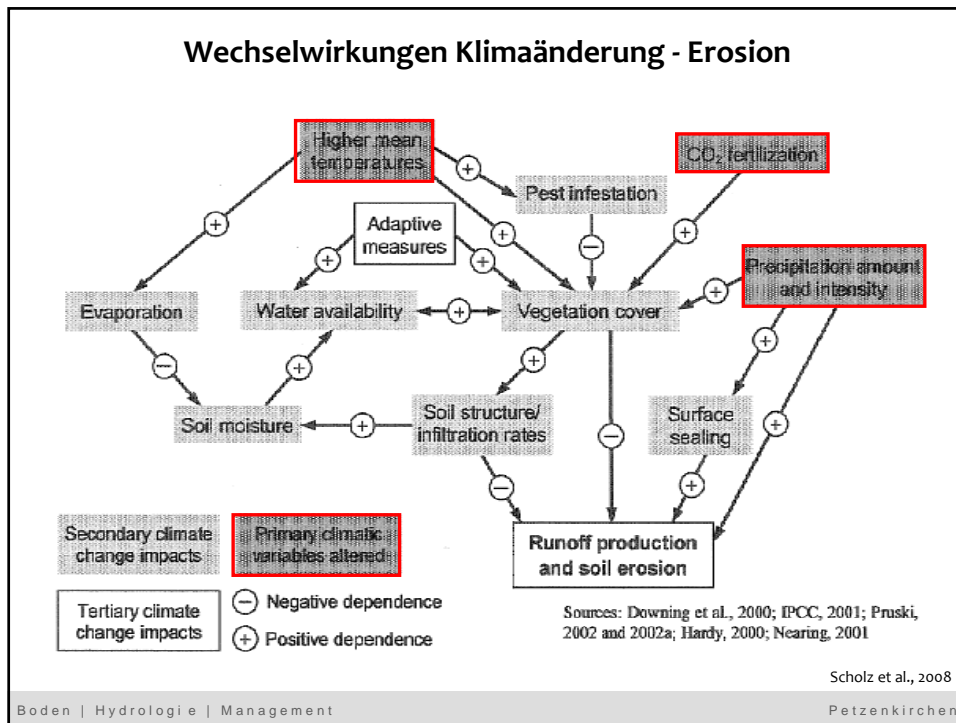 Wechselwirkungen Klimaänderung - Erosion
Higher mean
temperatures
CO₂ fertilization
Pest infestation
Adaptive
measures
Precipitation amount
and intensity
Evaporation
Water availability
Vegetation cover
Soil moisture
Soil structure/
infiltration rates
Surface
sealing
Runoff production
and soil erosion
Secondary climate
change impacts
Primary climatic
variables altered
Tertiary climate
change impacts
− Negative dependence
+ Positive dependence
Sources: Downing et al., 2000; IPCC, 2001; Pruski,
2002 and 2002a; Hardy, 2000; Nearing, 2001
Scholz et al., 2008
Boden | Hydrologie | Management
Petzenkirchen
+
+
+
+
−
+
+
+
+
+
−
+
+
+
−
−
+
+